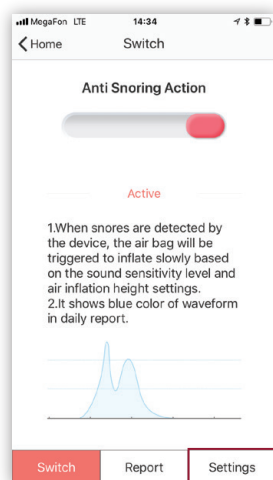 MegaFon LTE 14:34
Home Switch
Anti Snoring Action
Active
1.When snores are detected by
the device, the air bag will be
triggered to inflate slowly based
on the sound sensitivity level and
air inflation height settings.
2.It shows blue color of waveform
in daily report.
Switch Report Settings